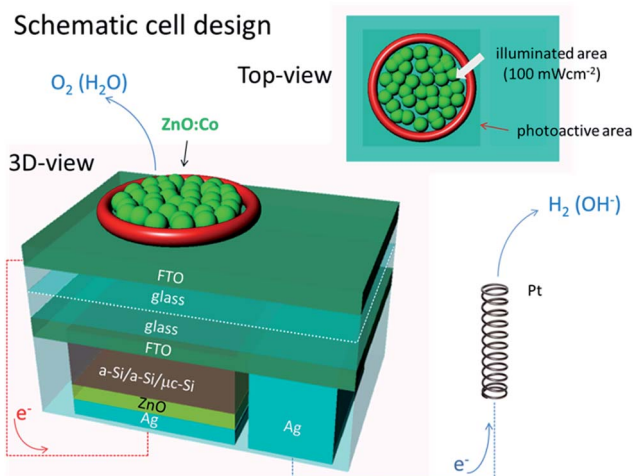 Schematic cell design
Top-view
illuminated area
(100 mWcm⁻²)
photoactive area
O₂ (H₂O)
ZnO:Co
3D-view
H₂ (OH⁻)
Pt
FTO
glass
glass
FTO
a-Si/a-Si/μc-Si
ZnO
Ag
Ag
e⁻
e⁻